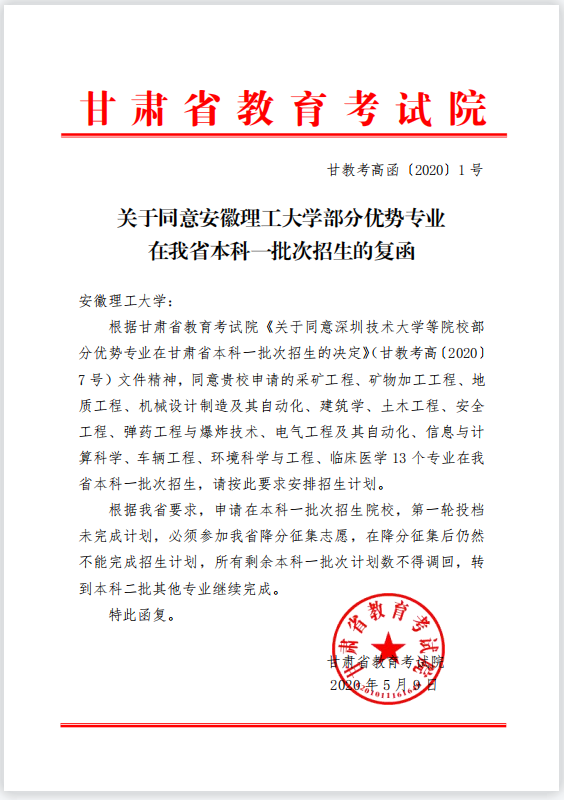 甘肃省教育考试院
甘教考高函〔2020〕1号
关于同意安徽理工大学部分优势专业
在我省本科一批次招生的复函
安徽理工大学：
根据甘肃省教育考试院《关于同意深圳技术大学等院校部
分优势专业在甘肃省本科一批次招生的决定》（甘教考高〔2020〕
7号）文件精神，同意贵校申请的采矿工程、矿物加工工程、地
质工程、机械设计制造及其自动化、建筑学、土木工程、安全
工程、弹药工程与爆炸技术、电气工程及其自动化、信息与计
算科学、车辆工程、环境科学与工程、临床医学13个专业在我
省本科一批次招生，请按此要求安排招生计划。
根据我省要求，申请在本科一批次招生院校，第一轮投档
未完成计划，必须参加我省降分征集志愿，在降分征集后仍然
不能完成招生计划，所有剩余本科一批次计划数不得调回，转
到本科二批其他专业继续完成。
特此函复。
甘肃省教育考试院
甘肃省教育考试院
2020年5月9日